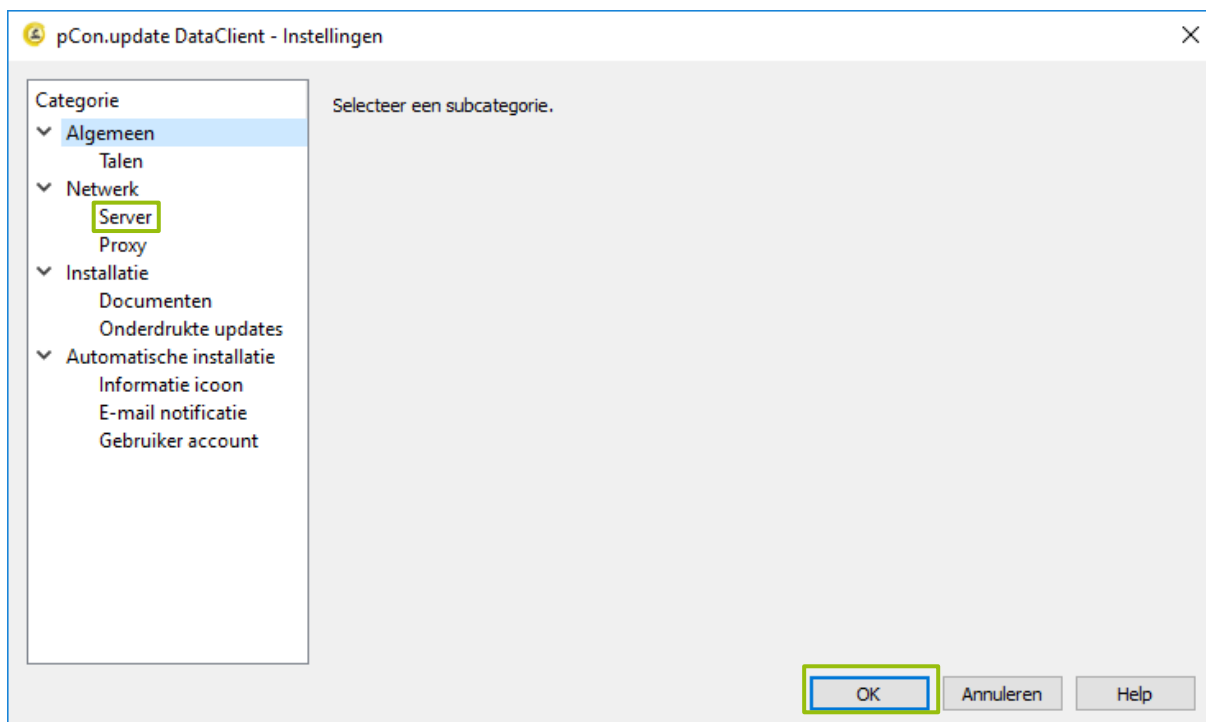 pCon.update DataClient - Instellingen
Categorie
Algemeen
Talen
Netwerk
Server
Proxy
Installatie
Documenten
Onderdrukte updates
Automatische installatie
Informatie icoon
E-mail notificatie
Gebruiker account
Selecteer een subcategorie.
OK
Annuleren
Help